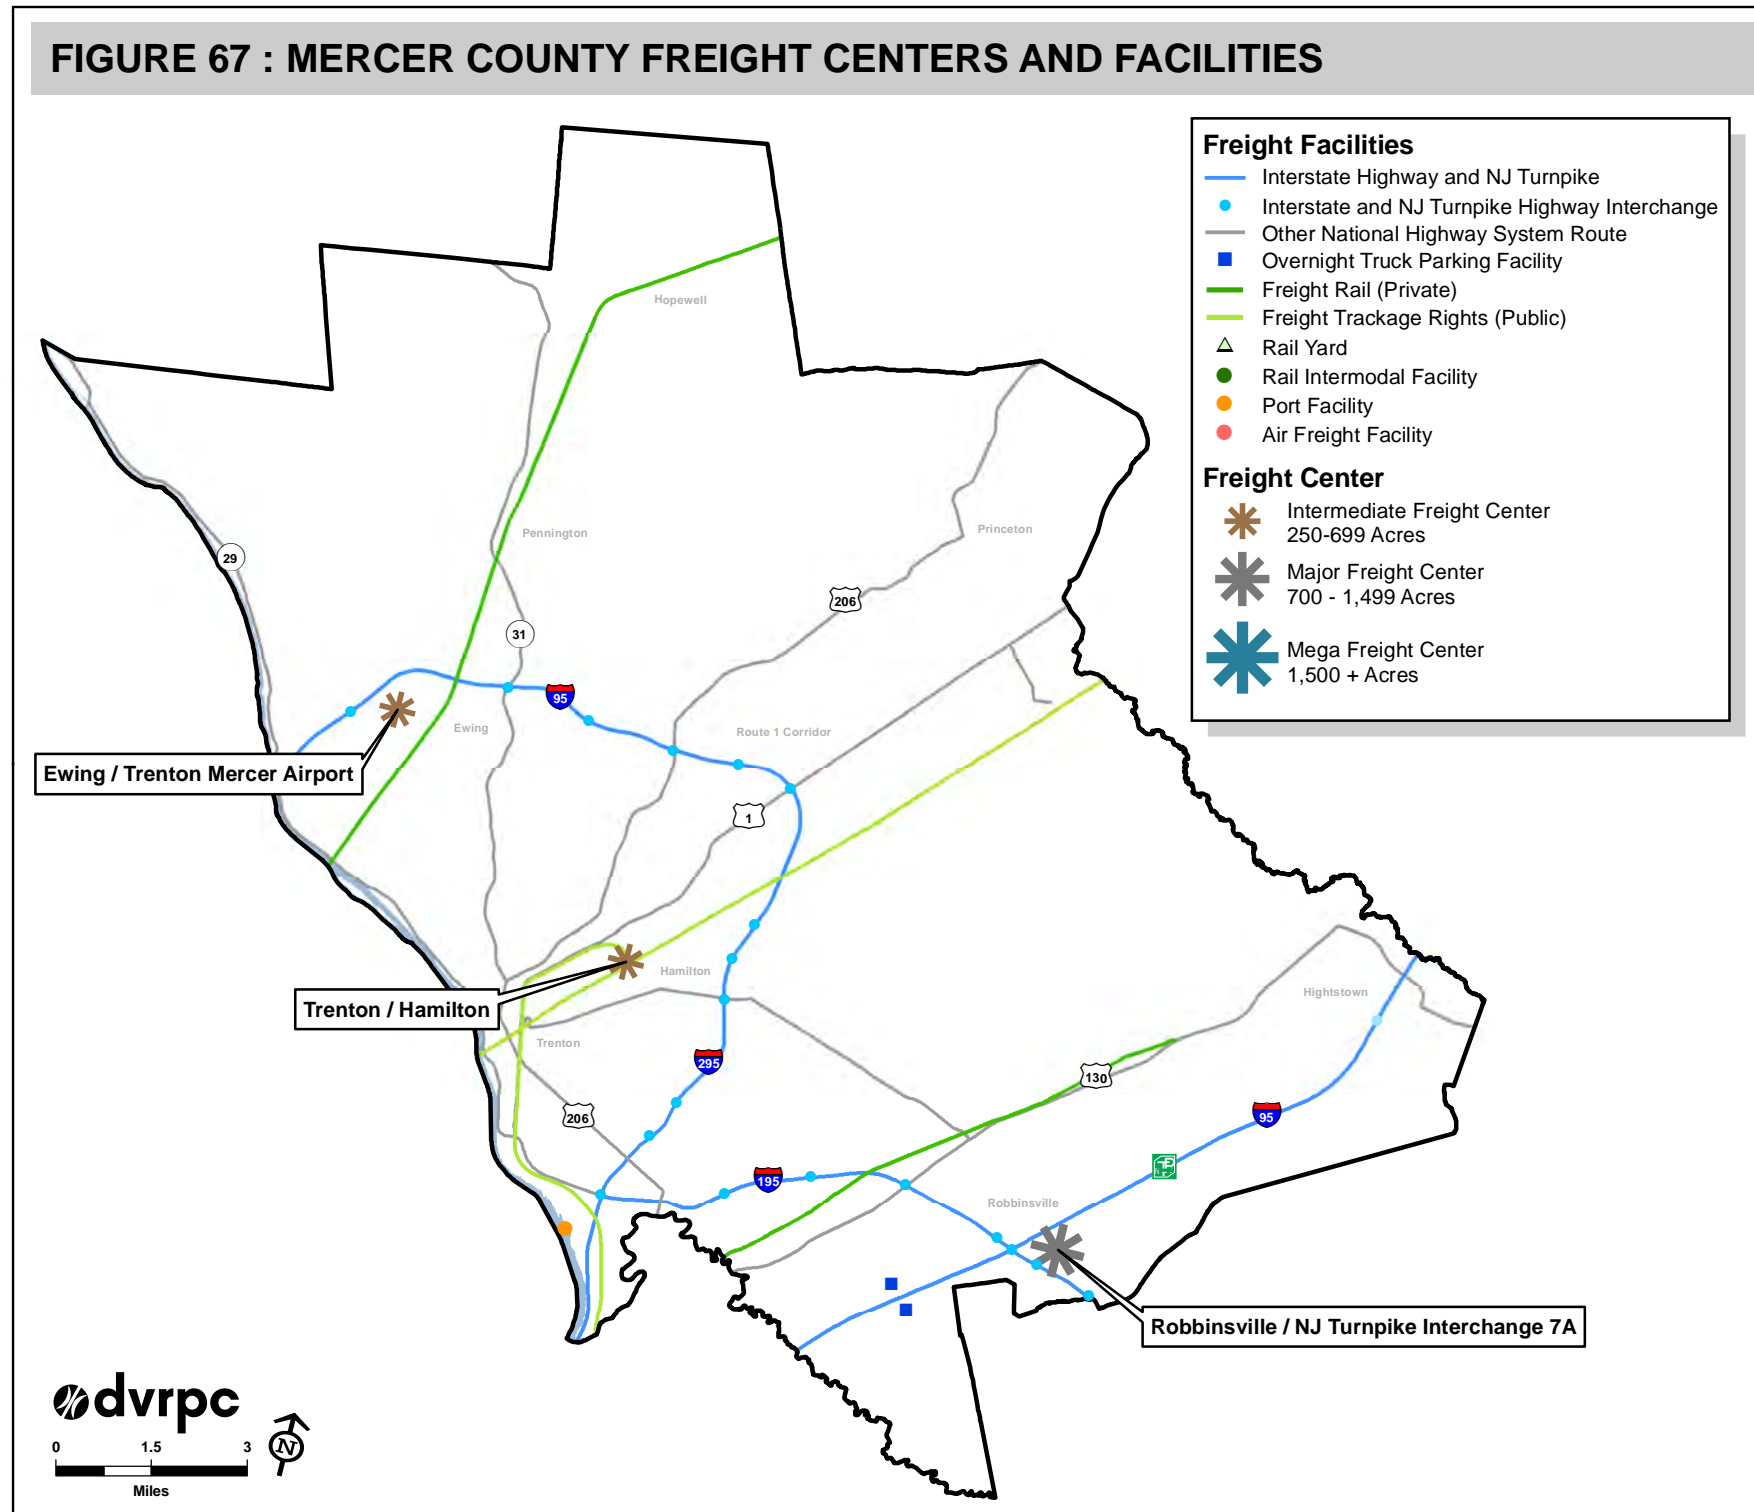 FIGURE 67 : MERCER COUNTY FREIGHT CENTERS AND FACILITIES
Freight Facilities
Interstate Highway and NJ Turnpike
Interstate and NJ Turnpike Highway Interchange
Other National Highway System Route
Overnight Truck Parking Facility
Freight Rail (Private)
Freight Trackage Rights (Public)
Rail Yard
Rail Intermodal Facility
Port Facility
Air Freight Facility
Freight Center
Intermediate Freight Center
250-699 Acres
Major Freight Center
700 - 1,499 Acres
Mega Freight Center
1,500 + Acres
Hopewell
Pennington
Princeton
29
206
31
95
Ewing
Route 1 Corridor
Ewing / Trenton Mercer Airport
1
Hamilton
Hightstown
Trenton / Hamilton
Trenton
295
130
206
95
195
Robbinsville
Robbinsville / NJ Turnpike Interchange 7A
dvrpc
0 1.5 3
N
Miles